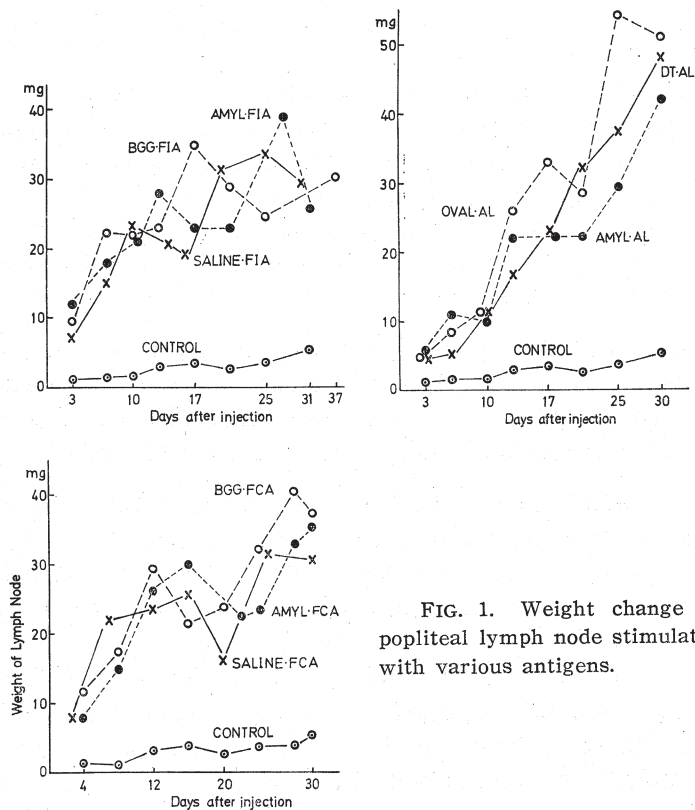 mg
40
30
20
10
0
AMYL·FIA
BGG·FIA
SALINE·FIA
CONTROL
3 10 17 25 31 37
Days after injection
mg
50
40
30
20
10
0
DT·AL
OVAL·AL
AMYL·AL
CONTROL
3 10 17 25 30
Days after injection
mg
40
30
20
10
0
Weight of Lymph Node
BGG·FCA
AMYL·FCA
SALINE·FCA
CONTROL
4 12 20 30
Days after injection
FIG. 1. Weight change
popliteal lymph node stimulat
with various antigens.